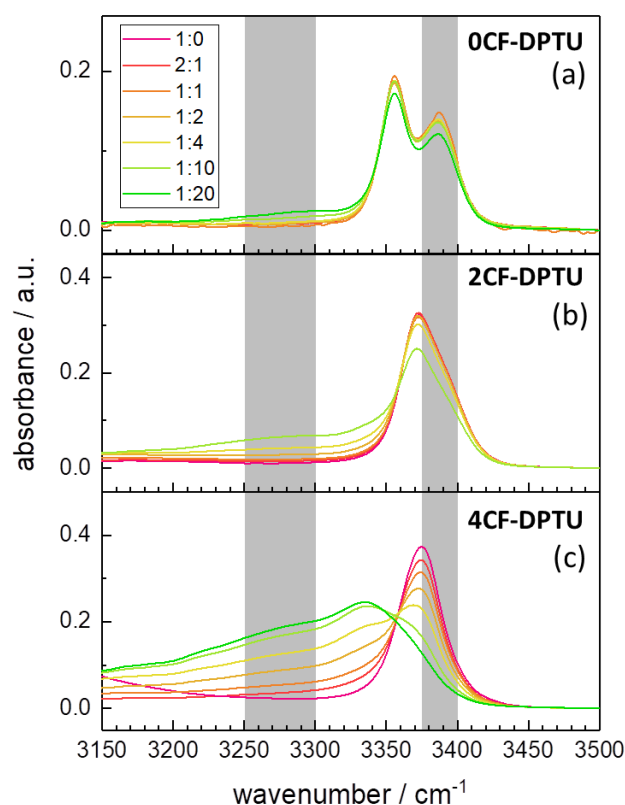 0CF-DPTU
(a)
1:0
2:1
1:1
1:2
1:4
1:10
1:20
0.2
0.0
2CF-DPTU
(b)
0.4
0.2
0.0
4CF-DPTU
(c)
0.4
0.2
0.0
absorbance / a.u.
3150 3200 3250 3300 3350 3400 3450 3500
wavenumber / cm⁻¹